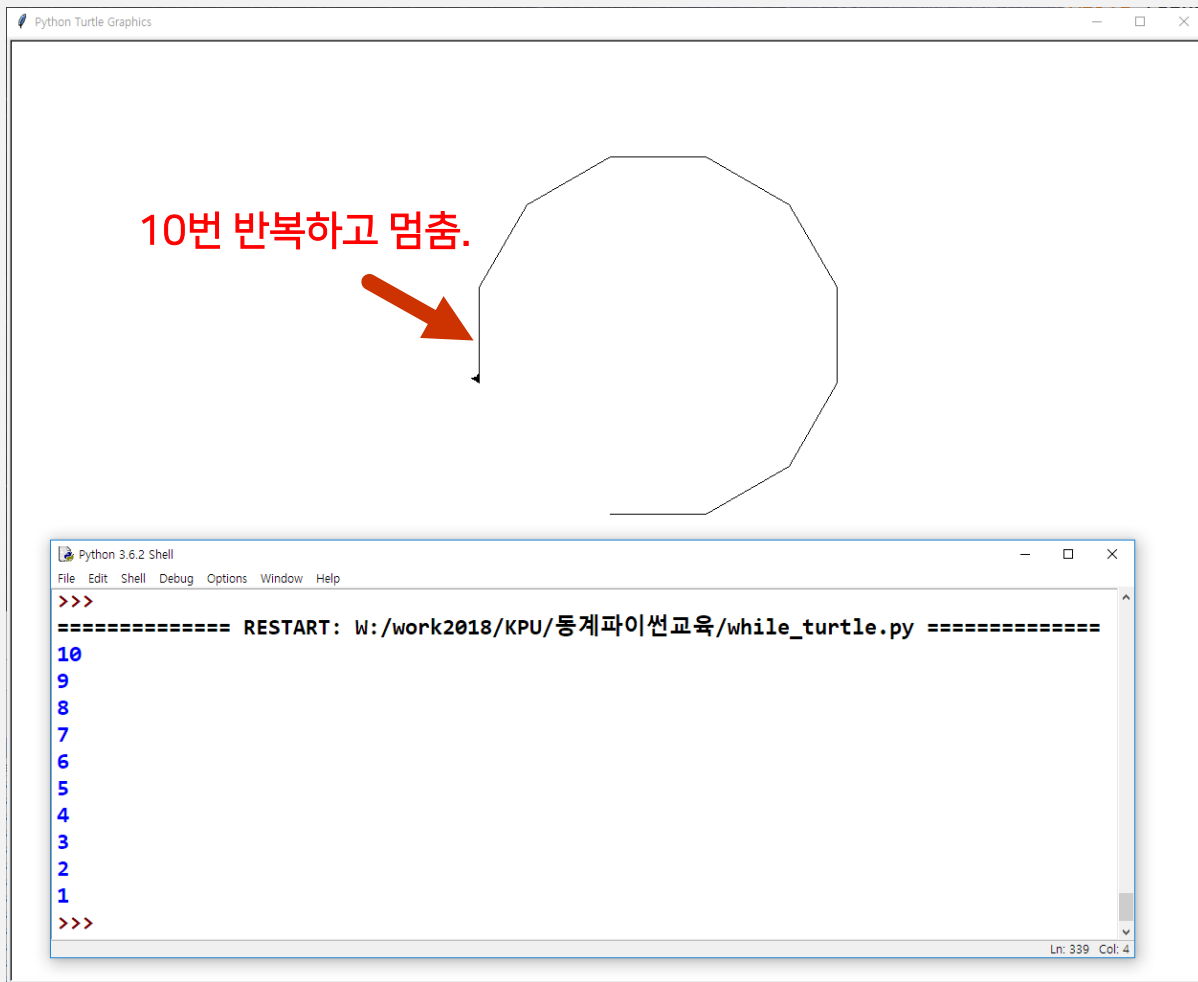 Python Turtle Graphics
10번 반복하고 멈춤.
Python 3.6.2 Shell
File Edit Shell Debug Options Window Help
>>>
============== RESTART: W:/work2018/KPU/동계파이썬교육/while_turtle.py ==============
10
9
8
7
6
5
4
3
2
1
>>>
Ln: 339 Col: 4